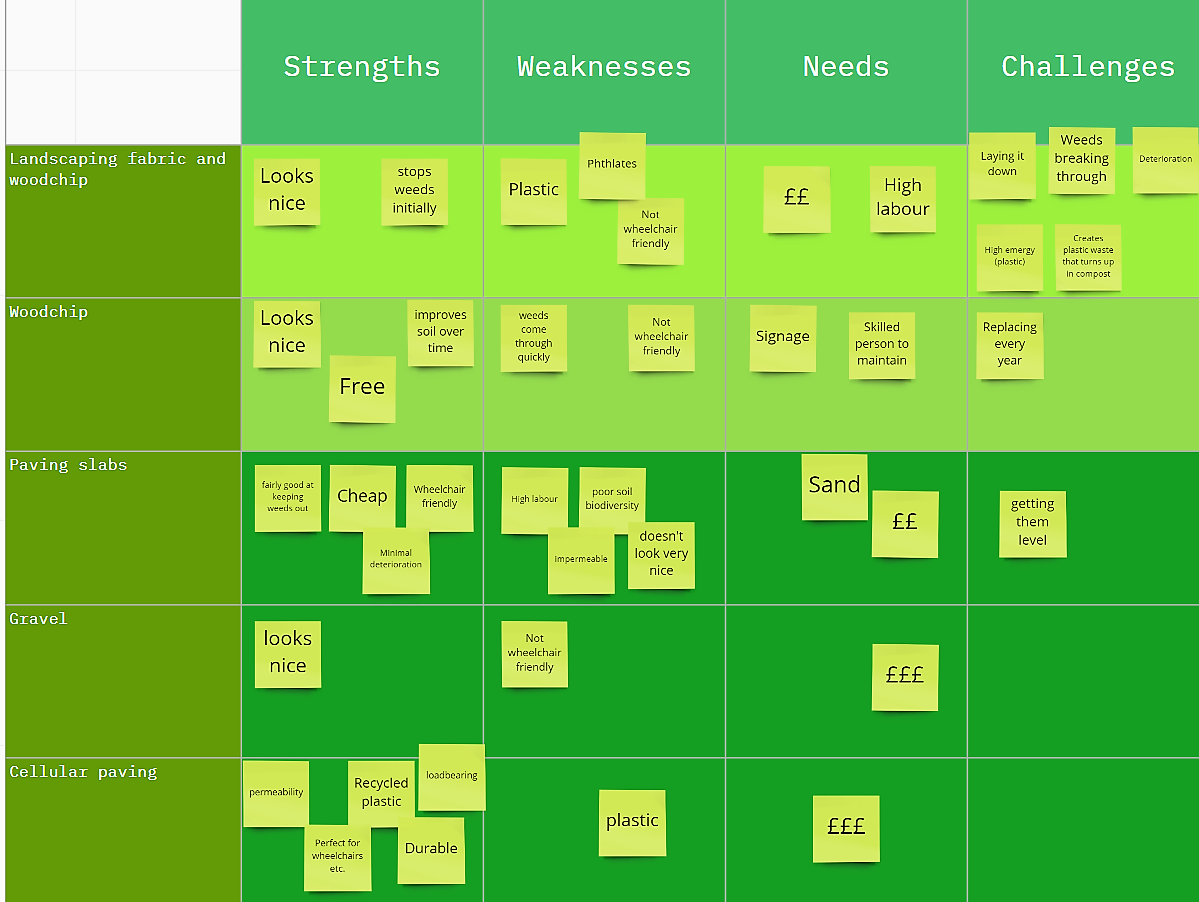 Strengths
Weaknesses
Needs
Challenges
Landscaping fabric and
woodchip
Looks
nice
stops
weeds
initially
Plastic
Phthlates
Not
wheelchair
friendly
££
High
labour
Laying it
down
Weeds
breaking
through
Deterioration
High emergy
(plastic)
Creates
plastic waste
that turns up
in compost
Woodchip
Looks
nice
Free
improves
soil over
time
weeds
come
through
quickly
Not
wheelchair
friendly
Signage
Skilled
person to
maintain
Replacing
every
year
Paving slabs
fairly good at
keeping
weeds out
Cheap
Wheelchair
friendly
Minimal
deterioration
High labour
poor soil
biodiversity
impermeable
doesn't
look very
nice
Sand
££
getting
them
level
Gravel
looks
nice
Not
wheelchair
friendly
£££
Cellular paving
permeability
Recycled
plastic
loadbearing
Perfect for
wheelchairs
etc.
Durable
plastic
£££